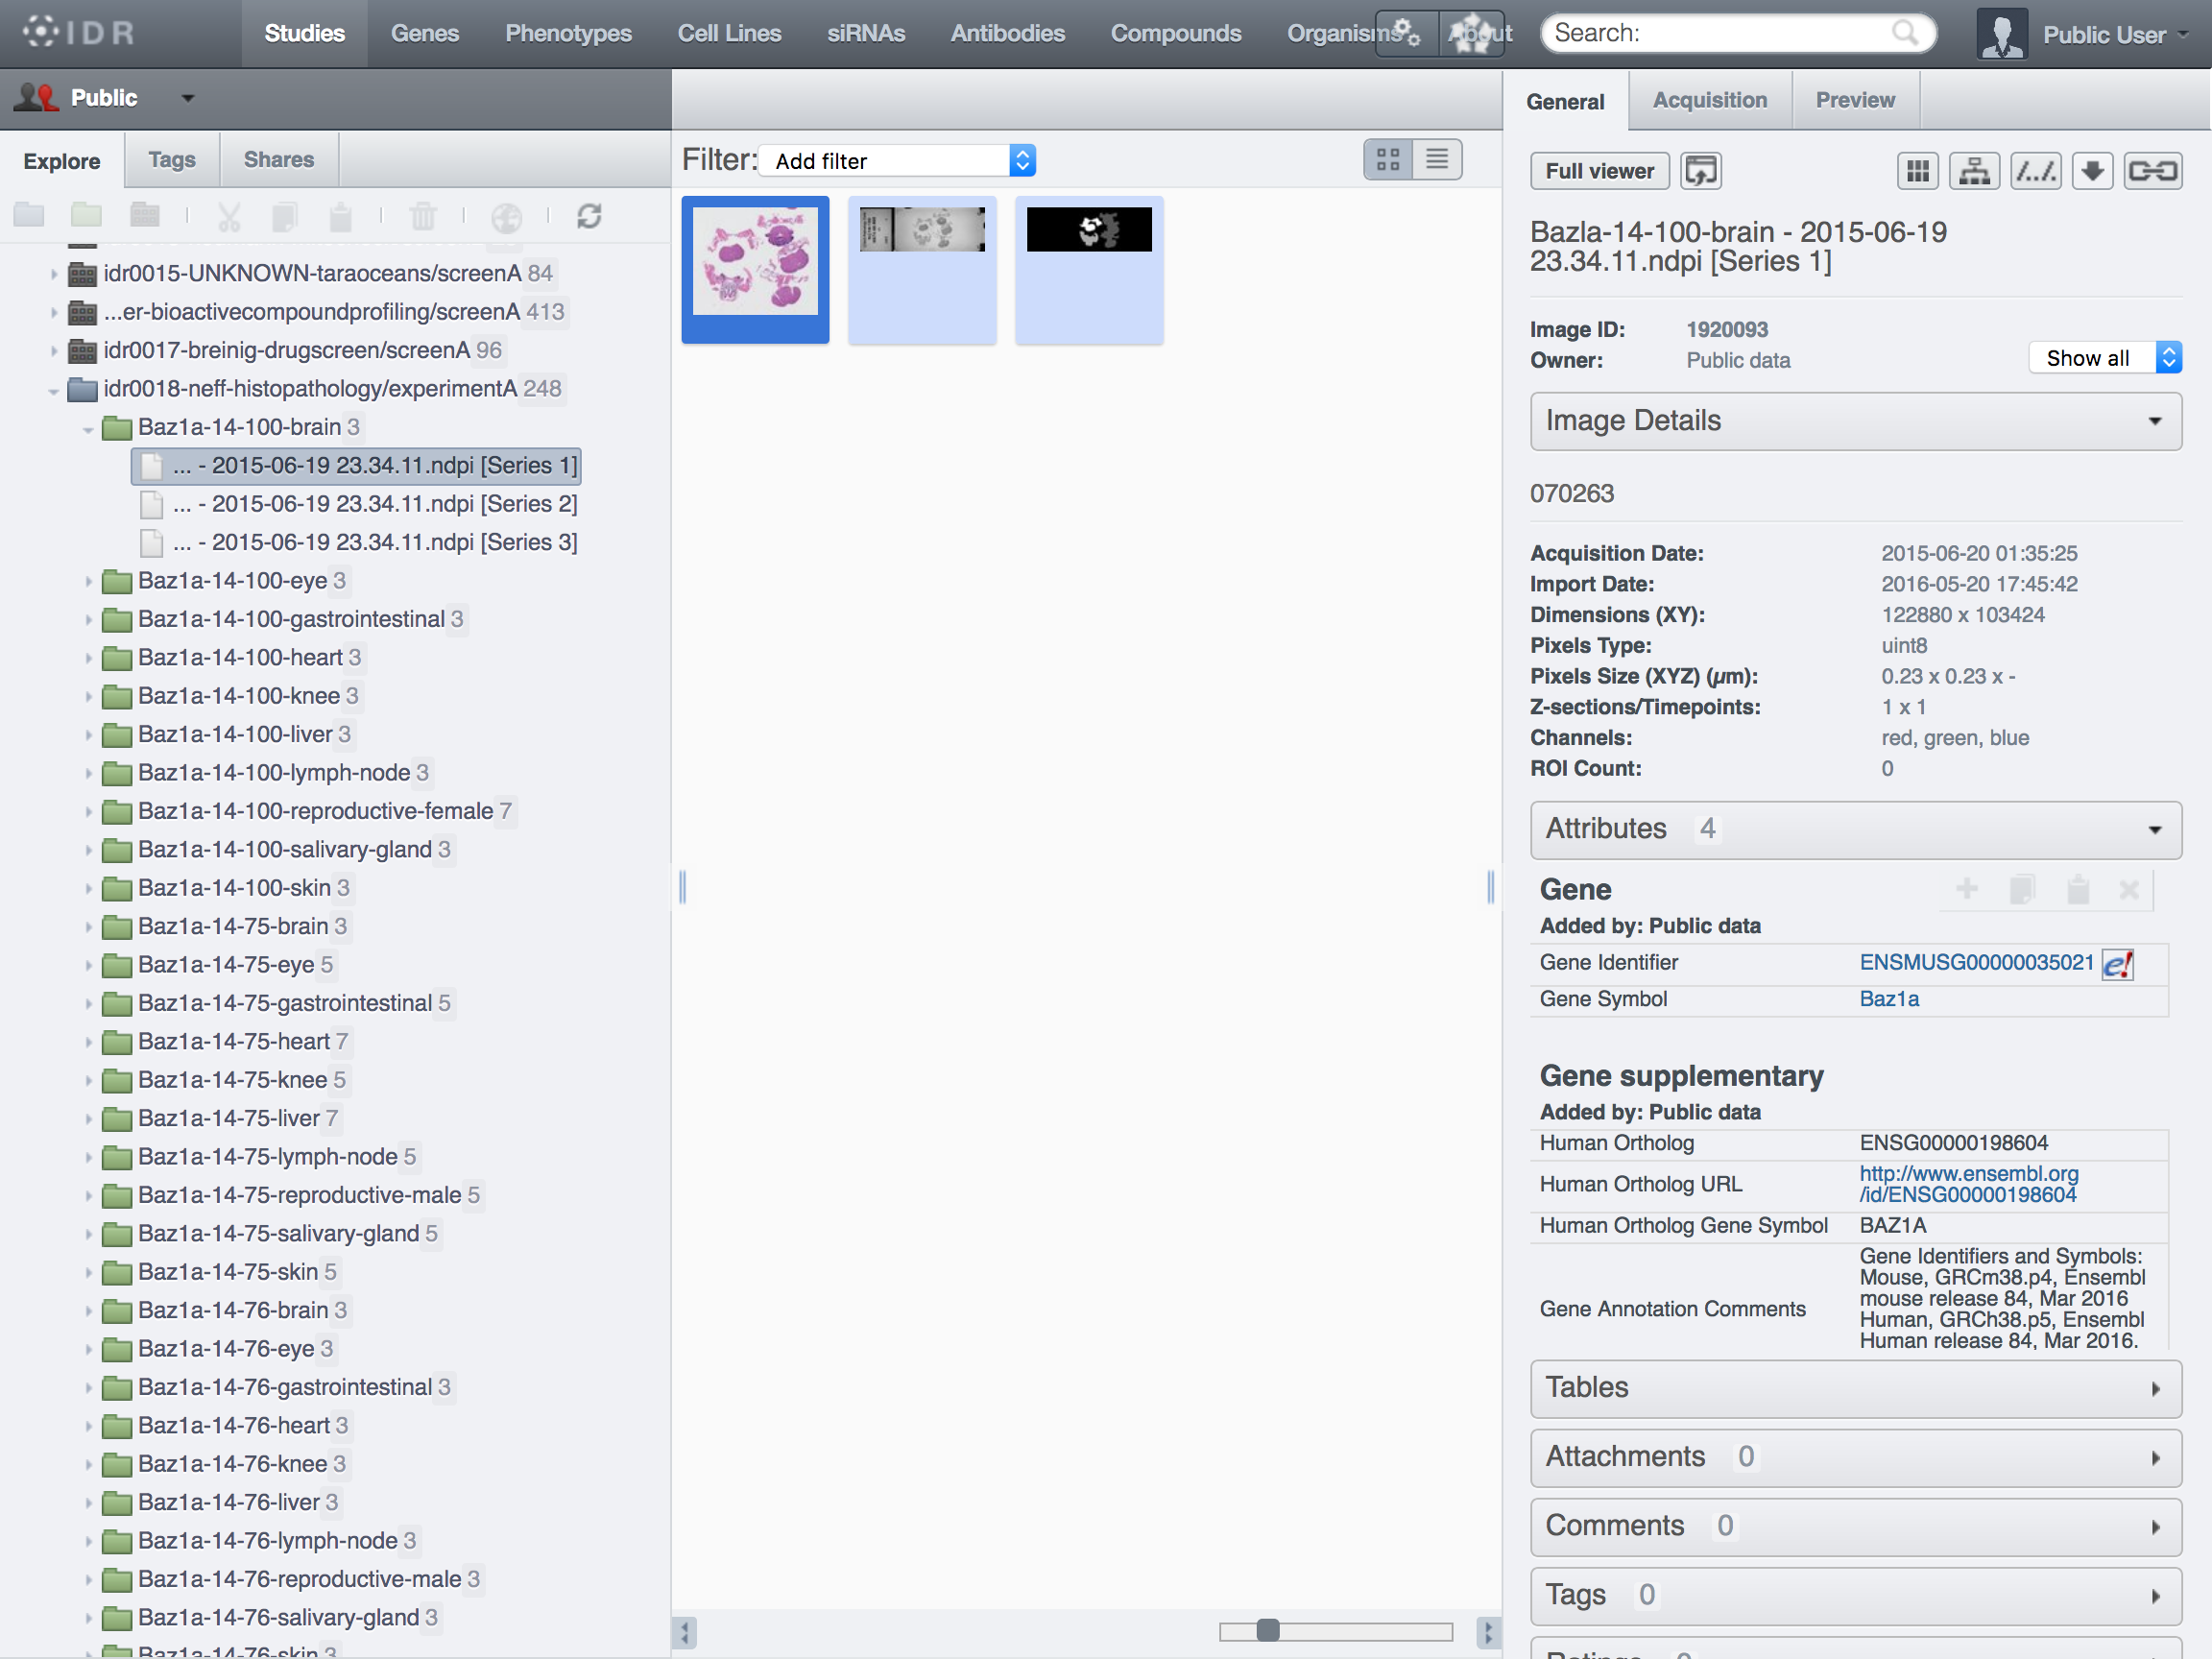 IDR
Studies Genes Phenotypes Cell Lines siRNAs Antibodies Compounds Organisms About
Search:
Public User
Public
General Acquisition Preview
Explore Tags Shares
Filter: Add filter
Full viewer
idr0015-UNKNOWN-taraoceans/screenA 84
...er-bioactivecompoundprofiling/screenA 413
idr0017-breinig-drugscreen/screenA 96
idr0018-neff-histopathology/experimentA 248
Baz1a-14-100-brain 3
... - 2015-06-19 23.34.11.ndpi [Series 1]
... - 2015-06-19 23.34.11.ndpi [Series 2]
... - 2015-06-19 23.34.11.ndpi [Series 3]
Baz1a-14-100-eye 3
Baz1a-14-100-gastrointestinal 3
Baz1a-14-100-heart 3
Baz1a-14-100-knee 3
Baz1a-14-100-liver 3
Baz1a-14-100-lymph-node 3
Baz1a-14-100-reproductive-female 7
Baz1a-14-100-salivary-gland 3
Baz1a-14-100-skin 3
Baz1a-14-75-brain 3
Baz1a-14-75-eye 5
Baz1a-14-75-gastrointestinal 5
Baz1a-14-75-heart 7
Baz1a-14-75-knee 5
Baz1a-14-75-liver 7
Baz1a-14-75-lymph-node 5
Baz1a-14-75-reproductive-male 5
Baz1a-14-75-salivary-gland 5
Baz1a-14-75-skin 5
Baz1a-14-76-brain 3
Baz1a-14-76-eye 3
Baz1a-14-76-gastrointestinal 3
Baz1a-14-76-heart 3
Baz1a-14-76-knee 3
Baz1a-14-76-liver 3
Baz1a-14-76-lymph-node 3
Baz1a-14-76-reproductive-male 3
Baz1a-14-76-salivary-gland 3
Baz1a-14-76-skin 3
Bazla-14-100-brain - 2015-06-19
23.34.11.ndpi [Series 1]
Image ID: 1920093
Owner: Public data
Show all
Image Details
070263
Acquisition Date: 2015-06-20 01:35:25
Import Date: 2016-05-20 17:45:42
Dimensions (XY): 122880 x 103424
Pixels Type: uint8
Pixels Size (XYZ) (µm): 0.23 x 0.23 x -
Z-sections/Timepoints: 1 x 1
Channels: red, green, blue
ROI Count: 0
Attributes 4
Gene
Added by: Public data
Gene Identifier ENSMUSG00000035021 e!
Gene Symbol Baz1a
Gene supplementary
Added by: Public data
Human Ortholog ENSG00000198604
Human Ortholog URL http://www.ensembl.org
/id/ENSG00000198604
Human Ortholog Gene Symbol BAZ1A
Gene Annotation Comments Gene Identifiers and Symbols:
Mouse, GRCm38.p4, Ensembl
mouse release 84, Mar 2016
Human, GRCh38.p5, Ensembl
Human release 84, Mar 2016.
Tables
Attachments 0
Comments 0
Tags 0
Ratings 0